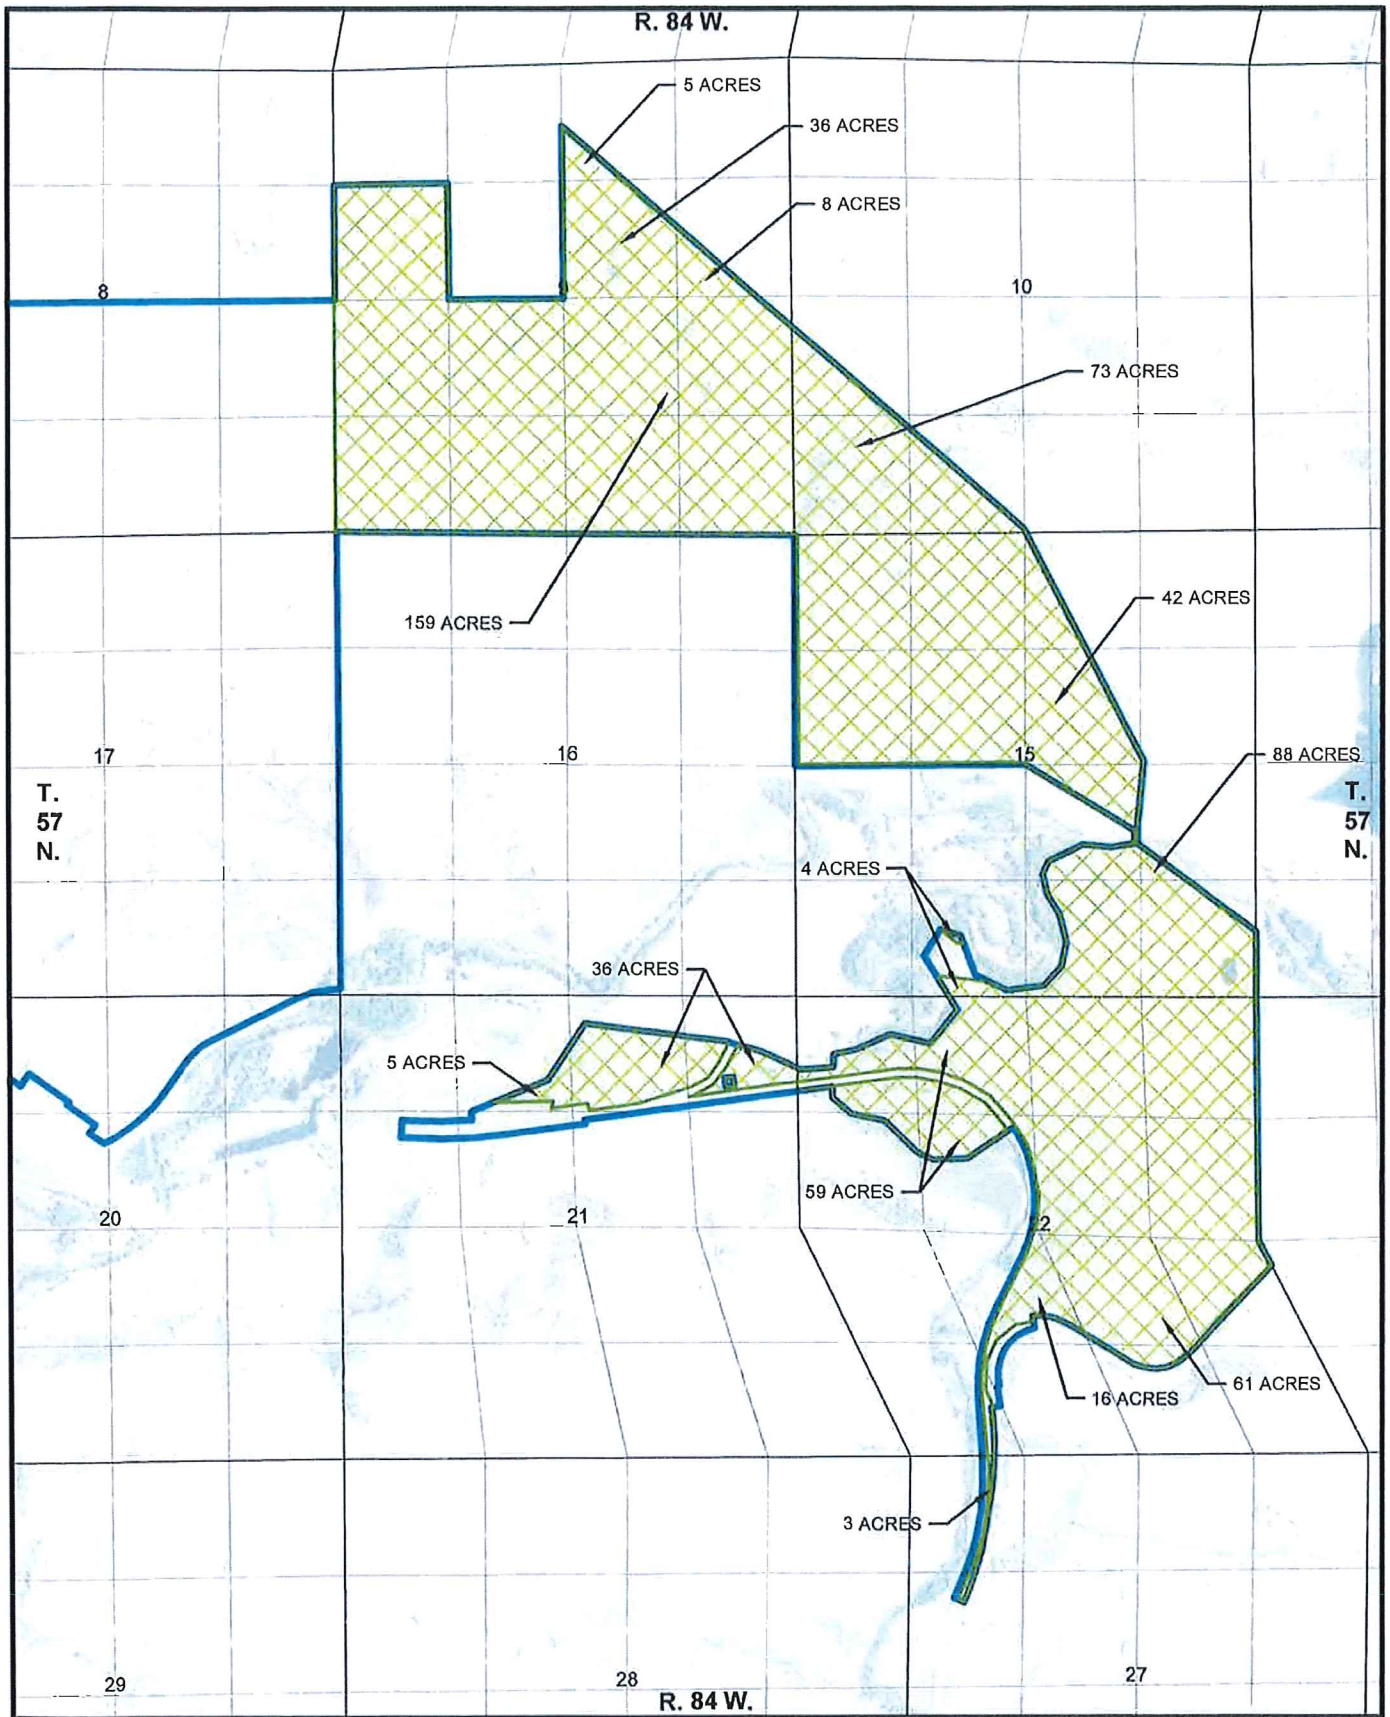 R. 84 W.
5 ACRES
36 ACRES
8 ACRES
8
10
73 ACRES
42 ACRES
159 ACRES
17
16
15
88 ACRES
T.
57
N.
T.
57
N.
4 ACRES
36 ACRES
5 ACRES
59 ACRES
20
21
2
61 ACRES
16 ACRES
3 ACRES
29
28
27
R. 84 W.